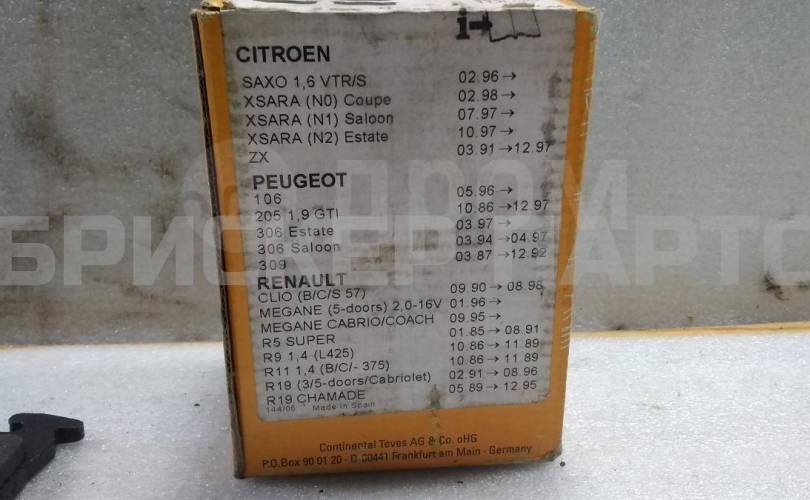 i
CITROEN
SAXO 1,6 VTR/S 02.96→
XSARA (N0) Coupe 02.98→
XSARA (N1) Saloon 07.97→
XSARA (N2) Estate 10.97→
ZX 03.91→12.97
PEUGEOT
106 05.96→
205 1,9 GTI 10.86→12.97
306 Estate 03.97→
306 Saloon 03.94→04.97
309 03.87→12.92
RENAULT
CLIO (B/C/S 57) 09.90→08.98
MEGANE (5-doors) 2,0-16V 01.96→
MEGANE CABRIO/COACH 09.95→
R5 SUPER 01.85→08.91
R9 1,4 (L425) 10.86→11.89
R11 1,4 (B/C/- 375) 10.86→11.89
R19 (3/5-doors/Cabriolet) 02.91→08.96
R19 CHAMADE 05.89→12.95
144/06 Made in Spain
Continental Teves AG & Co. oHG
P.O.Box 90 01 20 - D-60441 Frankfurt am Main - Germany
ДРОМ